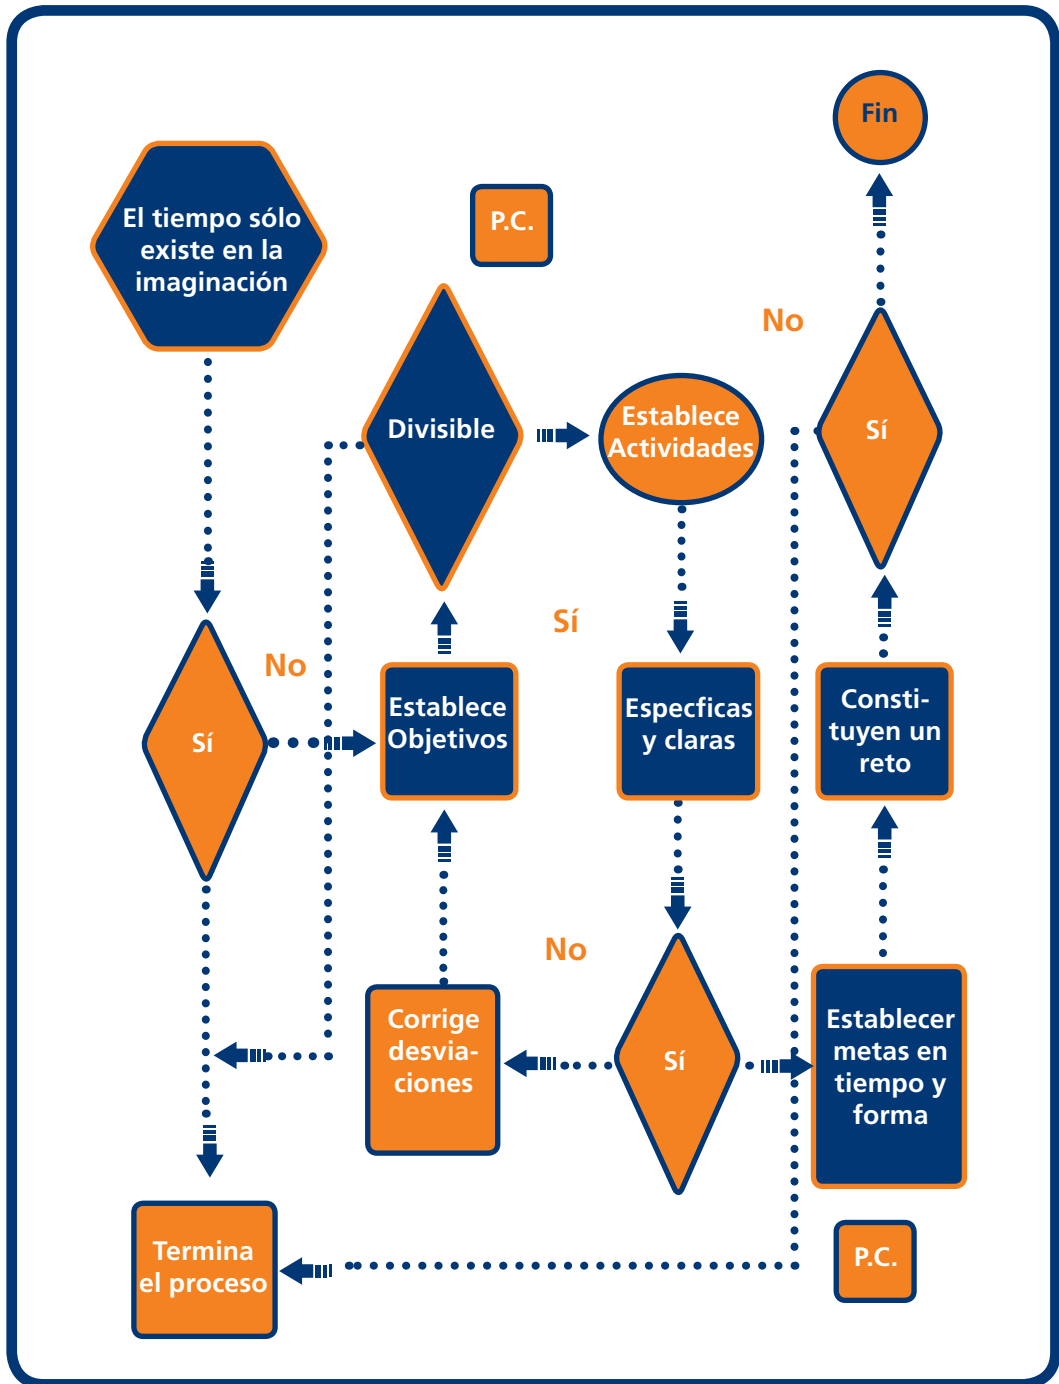 Fin
El tiempo sólo
existe en la
imaginación
P.C.
No
Divisible
Establece
Actividades
Sí
Sí
No
Sí
Establece
Objetivos
Especficas
y claras
Consti-
tuyen un
reto
No
Corrige
desvia-
ciones
Sí
Establecer
metas en
tiempo y
forma
Termina
el proceso
P.C.